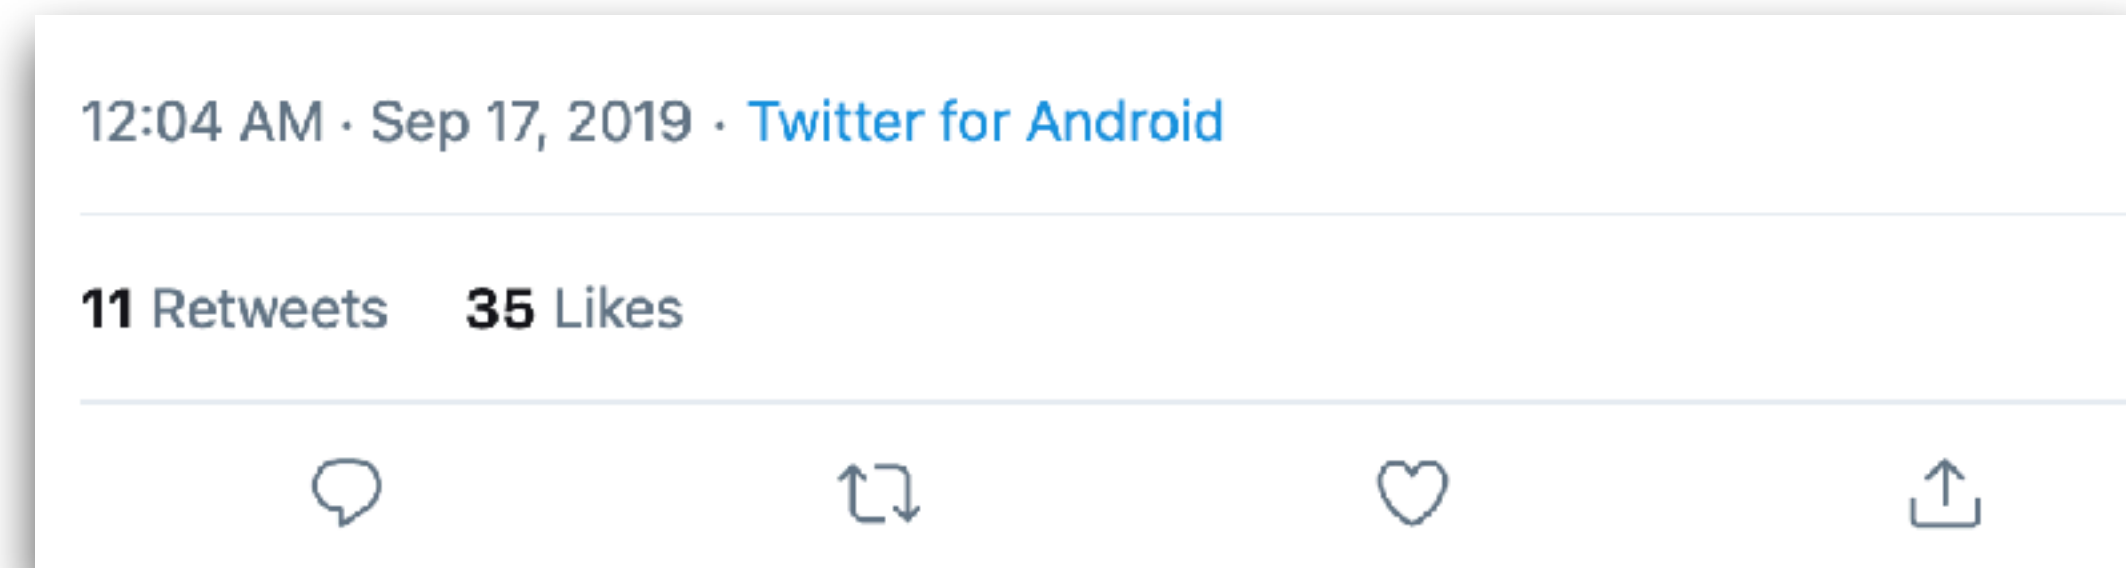 12:04 AM · Sep 17, 2019 · Twitter for Android
11 Retweets 35 Likes